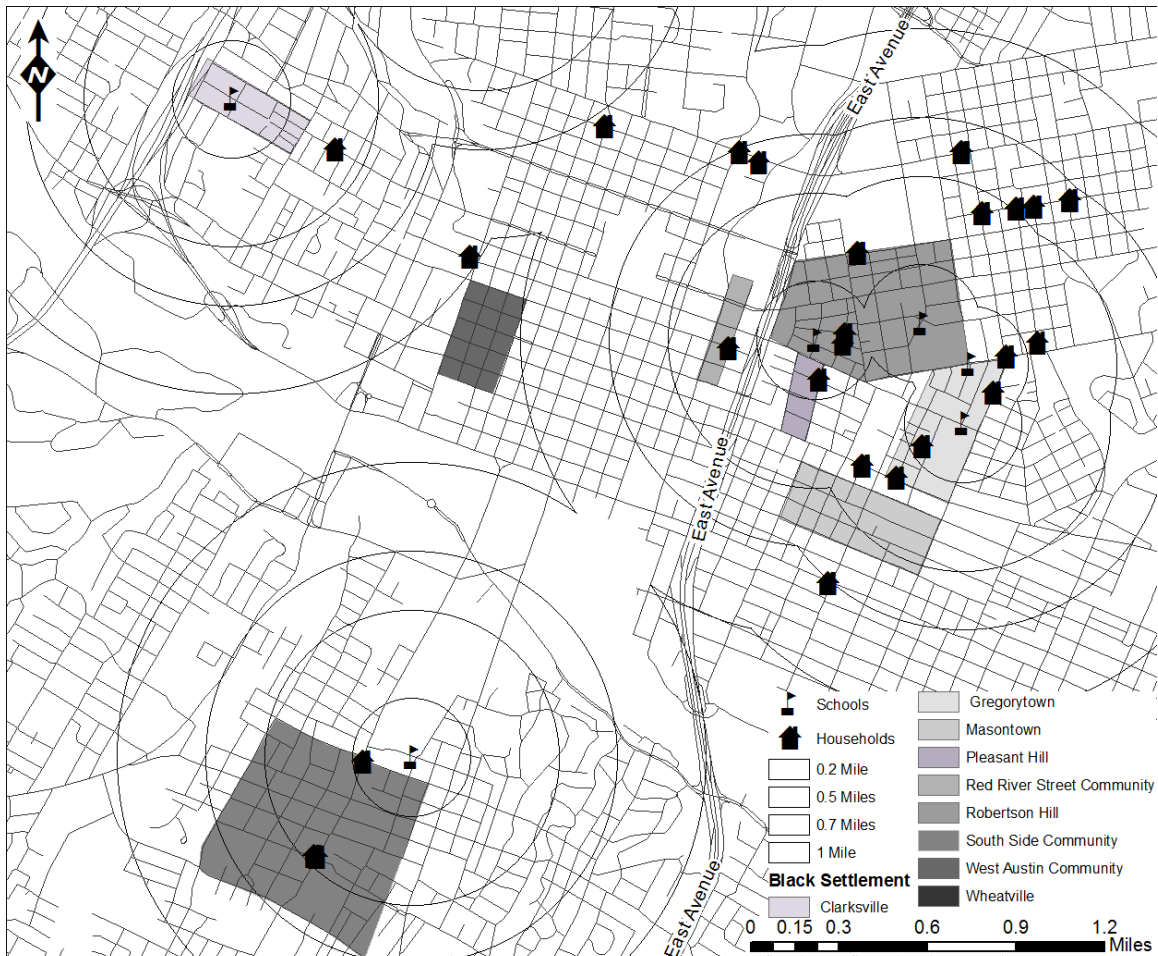 N
East Avenue
East Avenue
East Avenue
Schools
Households
0.2 Mile
0.5 Miles
0.7 Miles
1 Mile
Black Settlement
Clarksville
Gregorytown
Masontown
Pleasant Hill
Red River Street Community
Robertson Hill
South Side Community
West Austin Community
Wheatville
0 0.15 0.3 0.6 0.9 1.2
Miles